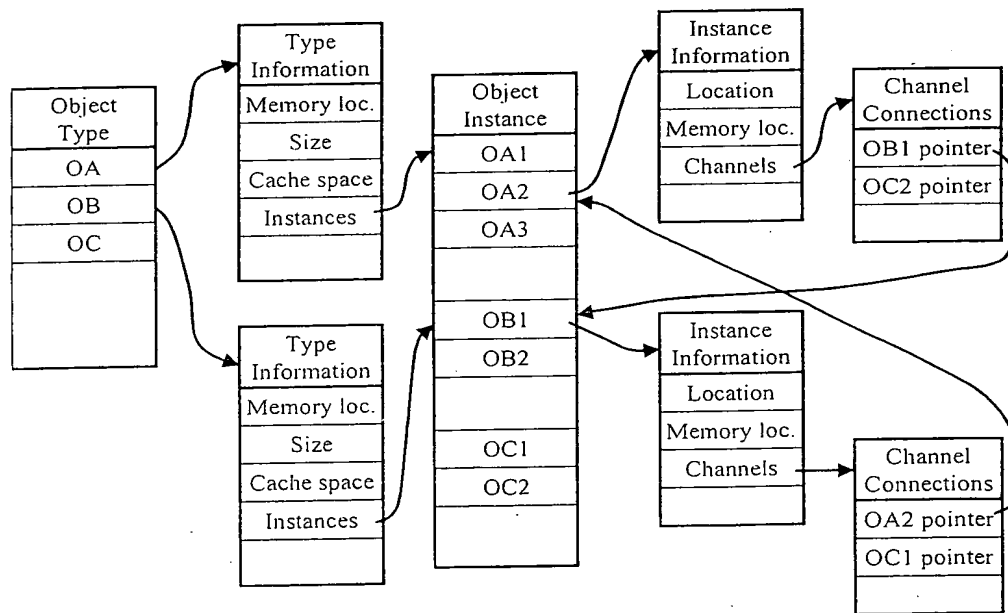 Object
Type
OA
OB
OC
Type
Information
Memory loc.
Size
Cache space
Instances
Type
Information
Memory loc.
Size
Cache space
Instances
Object
Instance
OA1
OA2
OA3
OB1
OB2
OC1
OC2
Instance
Information
Location
Memory loc.
Channels
Instance
Information
Location
Memory loc.
Channels
Channel
Connections
OB1 pointer
OC2 pointer
Channel
Connections
OA2 pointer
OC1 pointer